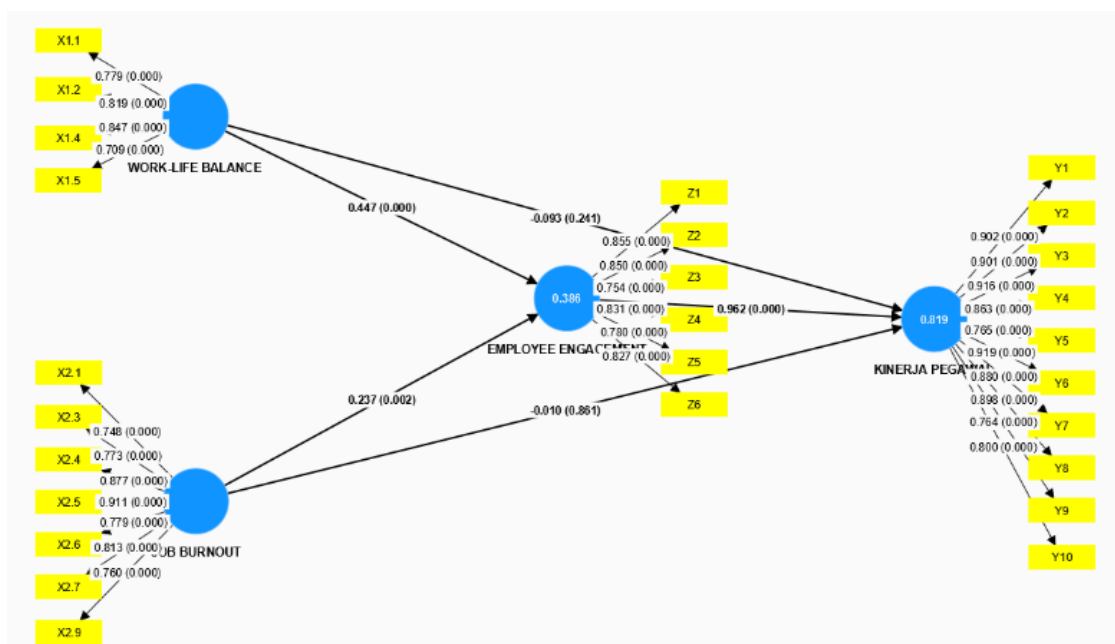 X1.1
X1.2
X1.4
X1.5
0.779 (0.000)
0.819 (0.000)
0.847 (0.000)
0.709 (0.000)
WORK-LIFE BALANCE
0.447 (0.000)
-0.093 (0.241)
X2.1
X2.3
X2.4
X2.5
X2.6
X2.7
X2.9
0.748 (0.000)
0.773 (0.000)
0.877 (0.000)
0.911 (0.000)
0.779 (0.000)
0.813 (0.000)
0.760 (0.000)
JOB BURNOUT
0.237 (0.002)
-0.010 (0.861)
0.386
EMPLOYEE ENGAGEMENT
Z1
Z2
Z3
Z4
Z5
Z6
0.855 (0.000)
0.850 (0.000)
0.754 (0.000)
0.831 (0.000)
0.780 (0.000)
0.827 (0.000)
0.962 (0.000)
0.819
KINERJA PEGAWAI
0.902 (0.000)
0.901 (0.000)
0.916 (0.000)
0.863 (0.000)
0.765 (0.000)
0.919 (0.000)
0.880 (0.000)
0.898 (0.000)
0.764 (0.000)
0.800 (0.000)
Y1
Y2
Y3
Y4
Y5
Y6
Y7
Y8
Y9
Y10